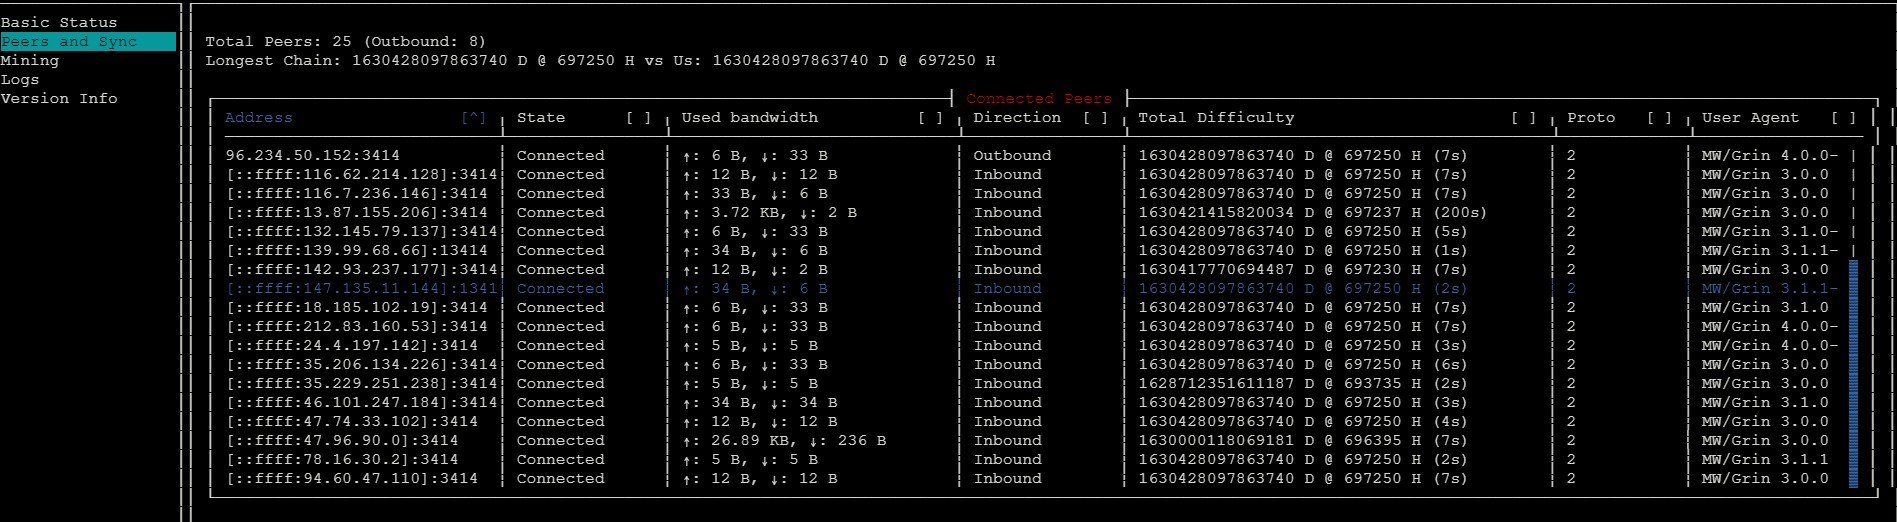 Basic Status
Peers and Sync
Mining
Logs
Version Info
Total Peers: 25 (Outbound: 8)
Longest Chain: 1630428097863740 D @ 697250 H vs Us: 1630428097863740 D @ 697250 H
Connected Peers
Address [^] State [ ] Used bandwidth [ ] Direction [ ] Total Difficulty [ ] Proto [ ] User Agent [ ]
96.234.50.152:3414 Connected ↑: 6 B, ↓: 33 B Outbound 1630428097863740 D @ 697250 H (7s) 2 MW/Grin 4.0.0-
[::ffff:116.62.214.128]:3414 Connected ↑: 12 B, ↓: 12 B Inbound 1630428097863740 D @ 697250 H (7s) 2 MW/Grin 3.0.0
[::ffff:116.7.236.146]:3414 Connected ↑: 33 B, ↓: 6 B Inbound 1630428097863740 D @ 697250 H (7s) 2 MW/Grin 3.0.0
[::ffff:13.87.155.206]:3414 Connected ↑: 3.72 KB, ↓: 2 B Inbound 1630421415820034 D @ 697237 H (200s) 2 MW/Grin 3.0.0
[::ffff:132.145.79.137]:3414 Connected ↑: 6 B, ↓: 33 B Inbound 1630428097863740 D @ 697250 H (5s) 2 MW/Grin 3.1.0-
[::ffff:139.99.68.66]:13414 Connected ↑: 34 B, ↓: 6 B Inbound 1630428097863740 D @ 697250 H (1s) 2 MW/Grin 3.1.1-
[::ffff:142.93.237.177]:3414 Connected ↑: 12 B, ↓: 2 B Inbound 1630417770694487 D @ 697230 H (7s) 2 MW/Grin 3.0.0
[::ffff:147.135.11.144]:1341 Connected ↑: 34 B, ↓: 6 B Inbound 1630428097863740 D @ 697250 H (2s) 2 MW/Grin 3.1.1-
[::ffff:18.185.102.19]:3414 Connected ↑: 6 B, ↓: 33 B Inbound 1630428097863740 D @ 697250 H (7s) 2 MW/Grin 3.1.0
[::ffff:212.83.160.53]:3414 Connected ↑: 6 B, ↓: 33 B Inbound 1630428097863740 D @ 697250 H (7s) 2 MW/Grin 4.0.0-
[::ffff:24.4.197.142]:3414 Connected ↑: 5 B, ↓: 5 B Inbound 1630428097863740 D @ 697250 H (3s) 2 MW/Grin 4.0.0-
[::ffff:35.206.134.226]:3414 Connected ↑: 6 B, ↓: 33 B Inbound 1630428097863740 D @ 697250 H (6s) 2 MW/Grin 3.0.0
[::ffff:35.229.251.238]:3414 Connected ↑: 5 B, ↓: 5 B Inbound 1628712351611187 D @ 693735 H (2s) 2 MW/Grin 3.0.0
[::ffff:46.101.247.184]:3414 Connected ↑: 34 B, ↓: 34 B Inbound 1630428097863740 D @ 697250 H (3s) 2 MW/Grin 3.1.0
[::ffff:47.74.33.102]:3414 Connected ↑: 12 B, ↓: 12 B Inbound 1630428097863740 D @ 697250 H (4s) 2 MW/Grin 3.0.0
[::ffff:47.96.90.0]:3414 Connected ↑: 26.89 KB, ↓: 236 B Inbound 1630000118069181 D @ 696395 H (7s) 2 MW/Grin 3.0.0
[::ffff:78.16.30.2]:3414 Connected ↑: 5 B, ↓: 5 B Inbound 1630428097863740 D @ 697250 H (2s) 2 MW/Grin 3.1.1
[::ffff:94.60.47.110]:3414 Connected ↑: 12 B, ↓: 12 B Inbound 1630428097863740 D @ 697250 H (7s) 2 MW/Grin 3.0.0